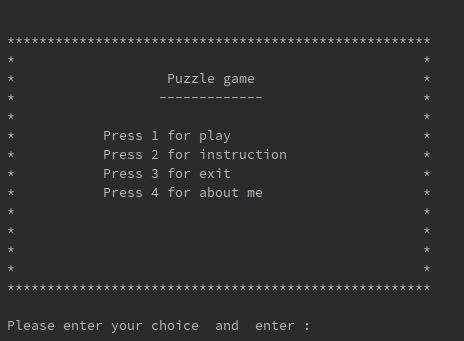 *****************************************************
*                                                   *
*                   Puzzle game                     *
*                  -------------                    *
*                                                   *
*           Press 1 for play                        *
*           Press 2 for instruction                 *
*           Press 3 for exit                        *
*           Press 4 for about me                    *
*                                                   *
*                                                   *
*                                                   *
*                                                   *
*****************************************************
Please enter your choice  and  enter :